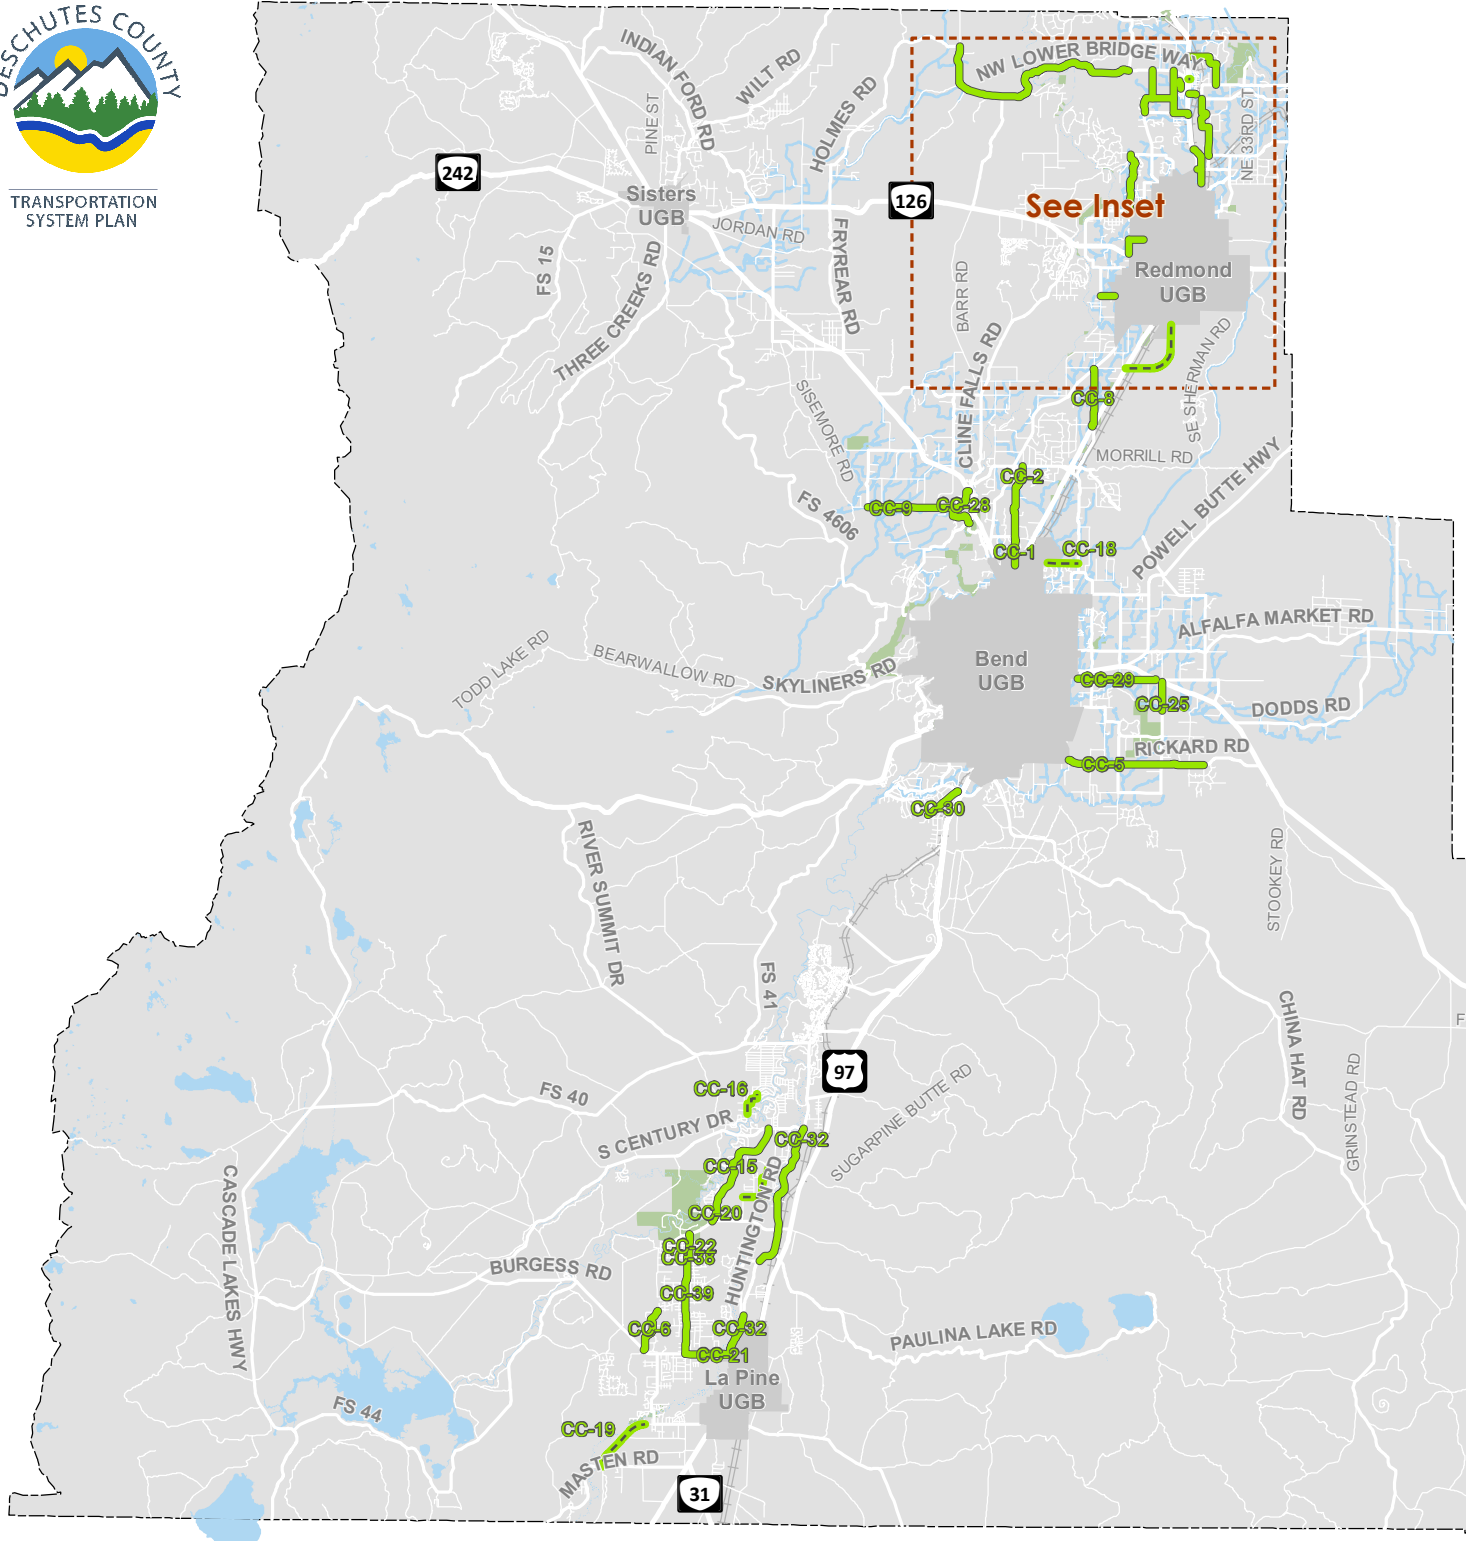 DESCHUTES COUNTY
TRANSPORTATION
SYSTEM PLAN
INDIAN FORD RD
WILT RD
PINE ST
HOLMES RD
NW LOWER BRIDGE WAY
NE 33RD ST
242
Sisters
UGB
126
See Inset
JORDAN RD
FRYREAR RD
FS 15
THREE CREEKS RD
BARR RD
Redmond
UGB
CLINE FALLS RD
SE SHERMAN RD
SISEMORE RD
CC-8
MORRILL RD
POWELL BUTTE HWY
CC-2
FS 4606
CC-9
CC-28
CC-1
CC-18
ALFALFA MARKET RD
TODD LAKE RD
BEARWALLOW RD
SKYLINERS RD
Bend
UGB
CC-29
CC-25
DODDS RD
RICKARD RD
CC-5
CC-30
RIVER SUMMIT DR
STOOKEY RD
FS 41
CHINA HAT RD
F
97
GRINSTEAD RD
SUGARPINE BUTTE RD
FS 40
CC-16
S CENTURY DR
CC-32
CC-15
CASCADE LAKES HWY
CC-20
HUNTINGTON RD
CC-22
CC-38
BURGESS RD
CC-39
CC-6
CC-32
PAULINA LAKE RD
CC-21
La Pine
UGB
FS 44
CC-19
MASTEN RD
31